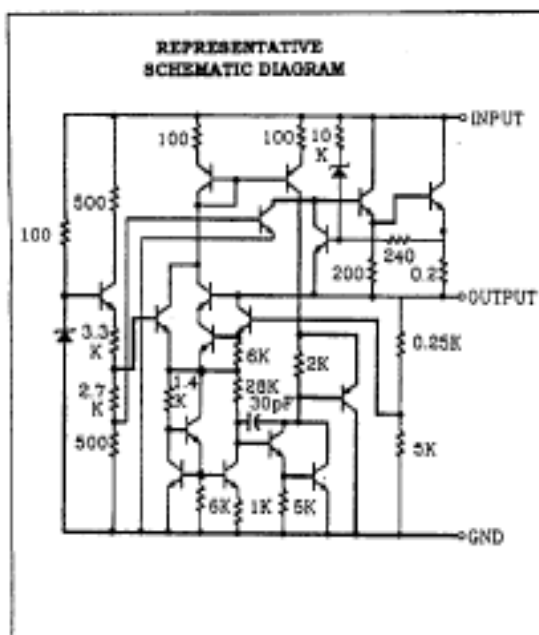 REPRESENTATIVE
SCHEMATIC DIAGRAM
INPUT
100
100
10
K
500
100
240
200
0.2
OUTPUT
3.3
K
0.25K
6K
2K
2.7
K
1.4
K
28K
30pF
500
5K
6K
1K
5K
GND